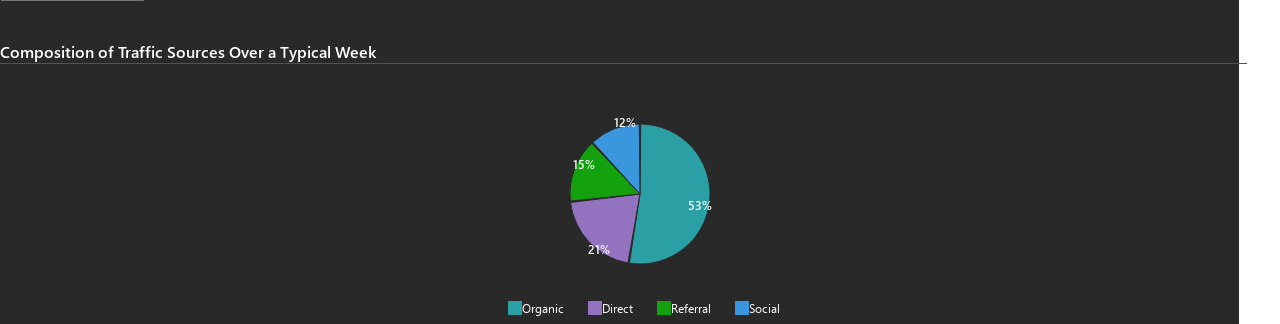 Composition of Traffic Sources Over a Typical Week
12%
15%
53%
21%
Organic Direct Referral Social